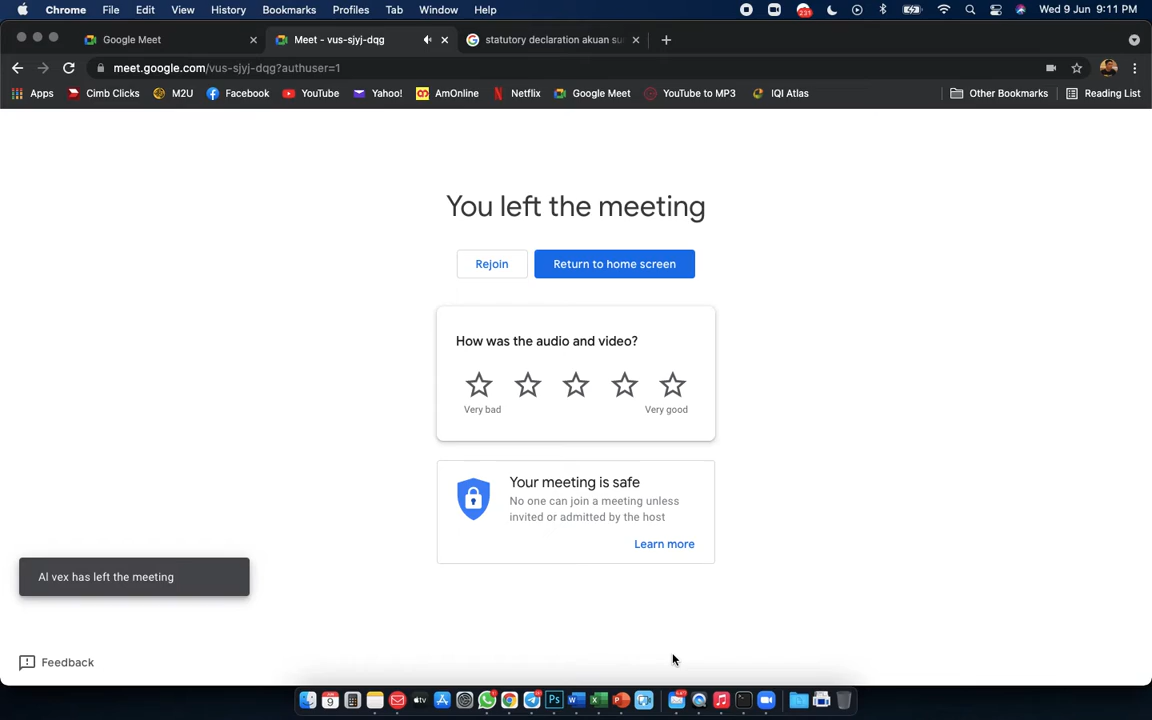 Chrome File Edit View History Bookmarks Profiles Tab Window Help 231 Wed 9 Jun 9:11 PM
Google Meet Meet - vus-sjyj-dqg statutory declaration akuan su
meet.google.com/vus-sjyj-dqg?authuser=1
Apps Cimb Clicks M2U Facebook YouTube Yahoo! AmOnline Netflix Google Meet YouTube to MP3 IQI Atlas Other Bookmarks Reading List
You left the meeting
Rejoin Return to home screen
How was the audio and video?
Very bad Very good
Your meeting is safe
No one can join a meeting unless
invited or admitted by the host
Learn more
Al vex has left the meeting
Feedback